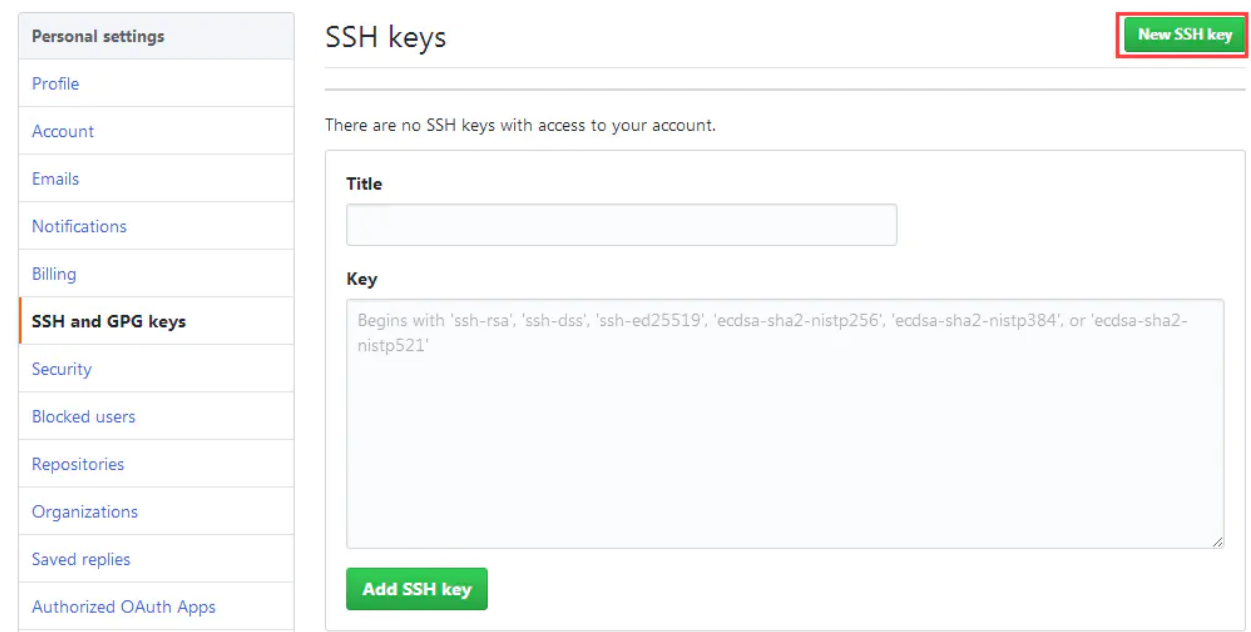 Personal settings
Profile
Account
Emails
Notifications
Billing
SSH and GPG keys
Security
Blocked users
Repositories
Organizations
Saved replies
Authorized OAuth Apps
SSH keys
New SSH key
There are no SSH keys with access to your account.
Title
Key
Begins with 'ssh-rsa', 'ssh-dss', 'ssh-ed25519', 'ecdsa-sha2-nistp256', 'ecdsa-sha2-nistp384', or 'ecdsa-sha2-
nistp521'
Add SSH key